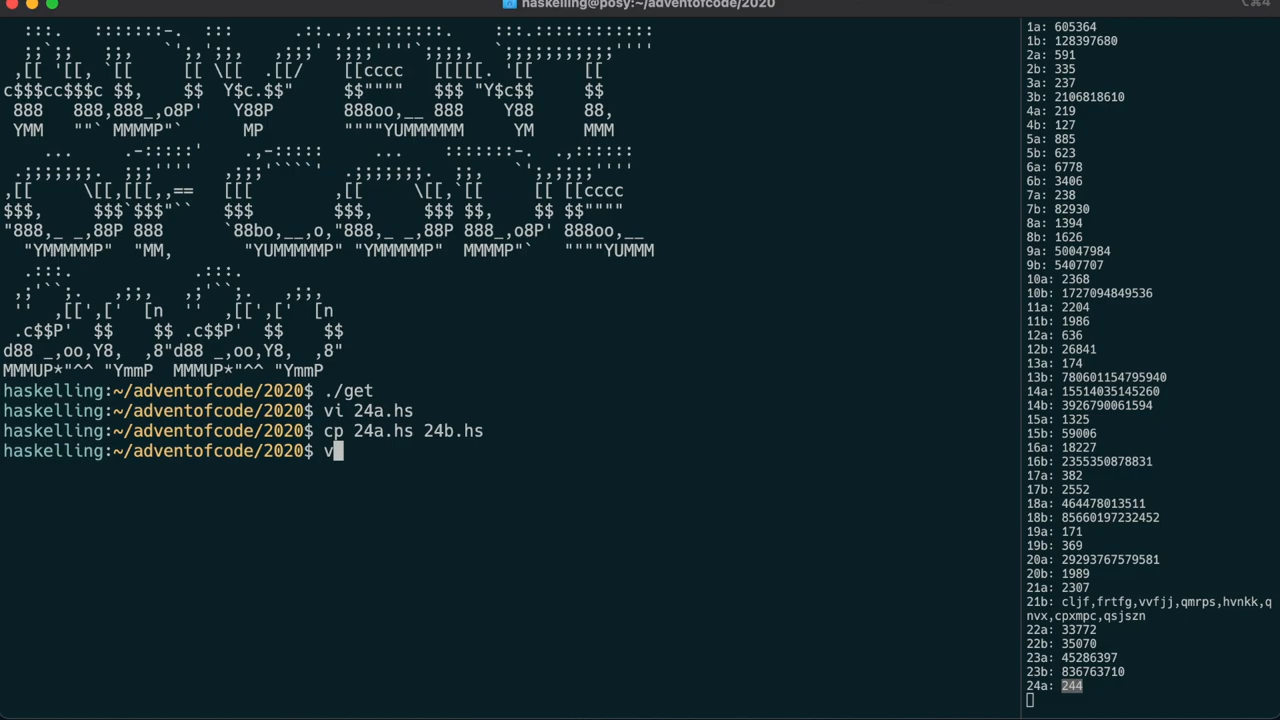 haskelling@posy:~/adventofcode/2020
⌥⌘4
ADVENT
OF CODE
2020
haskelling:~/adventofcode/2020$ ./get
haskelling:~/adventofcode/2020$ vi 24a.hs
haskelling:~/adventofcode/2020$ cp 24a.hs 24b.hs
haskelling:~/adventofcode/2020$ v
1a: 605364
1b: 128397680
2a: 591
2b: 335
3a: 237
3b: 2106818610
4a: 219
4b: 127
5a: 885
5b: 623
6a: 6778
6b: 3406
7a: 238
7b: 82930
8a: 1394
8b: 1626
9a: 50047984
9b: 5407707
10a: 2368
10b: 1727094849536
11a: 2204
11b: 1986
12a: 636
12b: 26841
13a: 174
13b: 780601154795940
14a: 15514035145260
14b: 3926790061594
15a: 1325
15b: 59006
16a: 18227
16b: 2355350878831
17a: 382
17b: 2552
18a: 464478013511
18b: 85660197232452
19a: 171
19b: 369
20a: 29293767579581
20b: 1989
21a: 2307
21b: cljf,frtfg,vvfjj,qmrps,hvnkk,q
nvx,cpxmpc,qsjszn
22a: 33772
22b: 35070
23a: 45286397
23b: 836763710
24a: 244